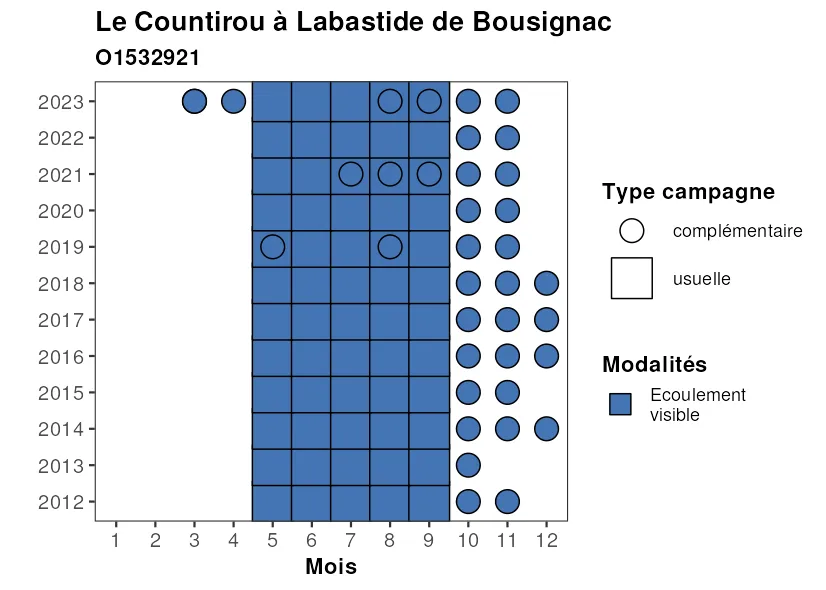 Le Countirou à Labastide de Bousignac
O1532921
2023
2022
2021
2020
2019
2018
2017
2016
2015
2014
2013
2012
1 2 3 4 5 6 7 8 9 10 11 12
Mois
Type campagne
complémentaire
usuelle
Modalités
Ecoulement
visible